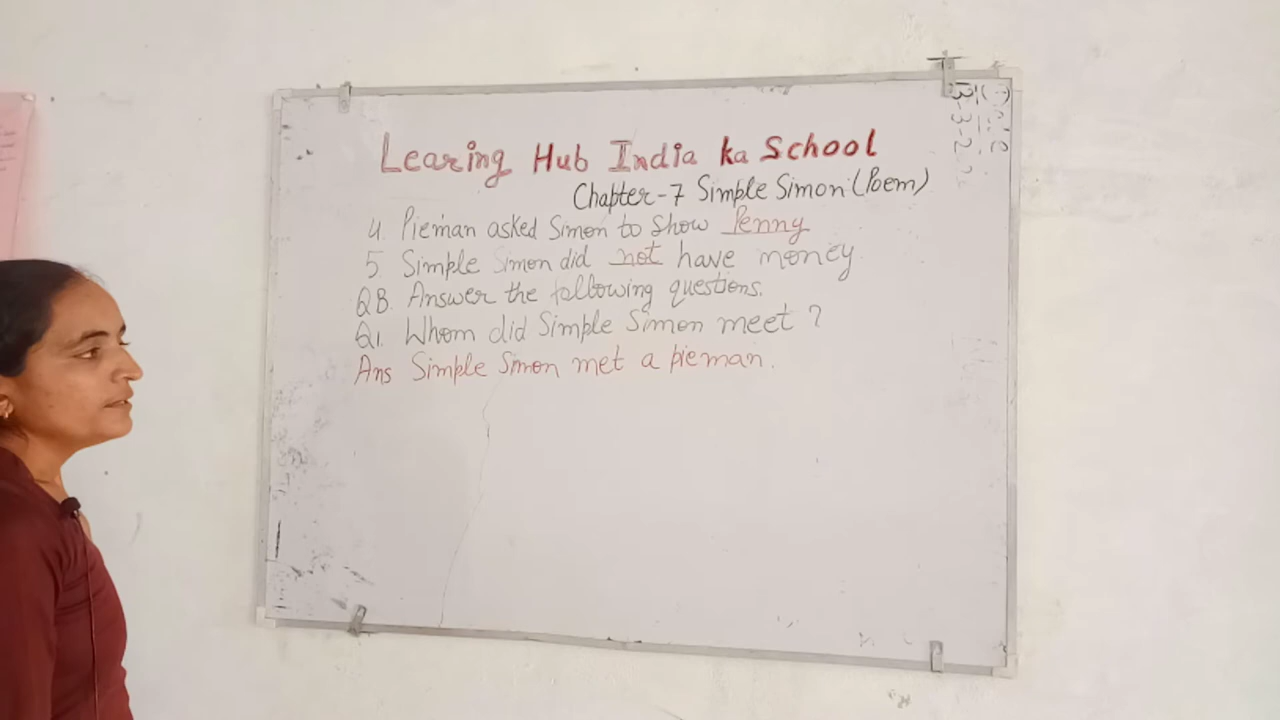 Learing Hub India ka School
Chapter-7 Simple Simon (Poem)
4. Pieman asked Simon to show Penny
5. Simple Simon did not have money
QB. Answer the following questions.
Q1. Whom did Simple Simon meet ?
Ans Simple Simon met a pieman.